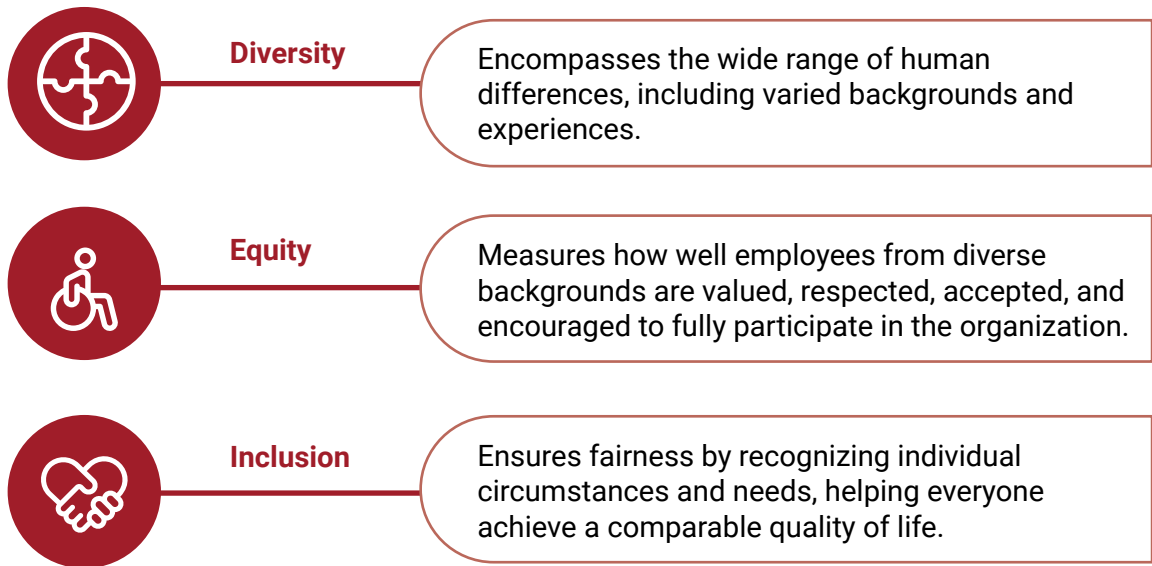 Diversity
Encompasses the wide range of human
differences, including varied backgrounds and
experiences.
Equity
Measures how well employees from diverse
backgrounds are valued, respected, accepted, and
encouraged to fully participate in the organization.
Inclusion
Ensures fairness by recognizing individual
circumstances and needs, helping everyone
achieve a comparable quality of life.